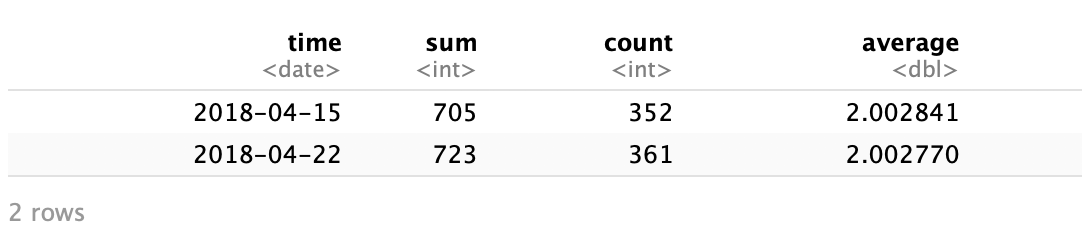 time sum count average
<date> <int> <int> <dbl>
2018-04-15 705 352 2.002841
2018-04-22 723 361 2.002770
2 rows